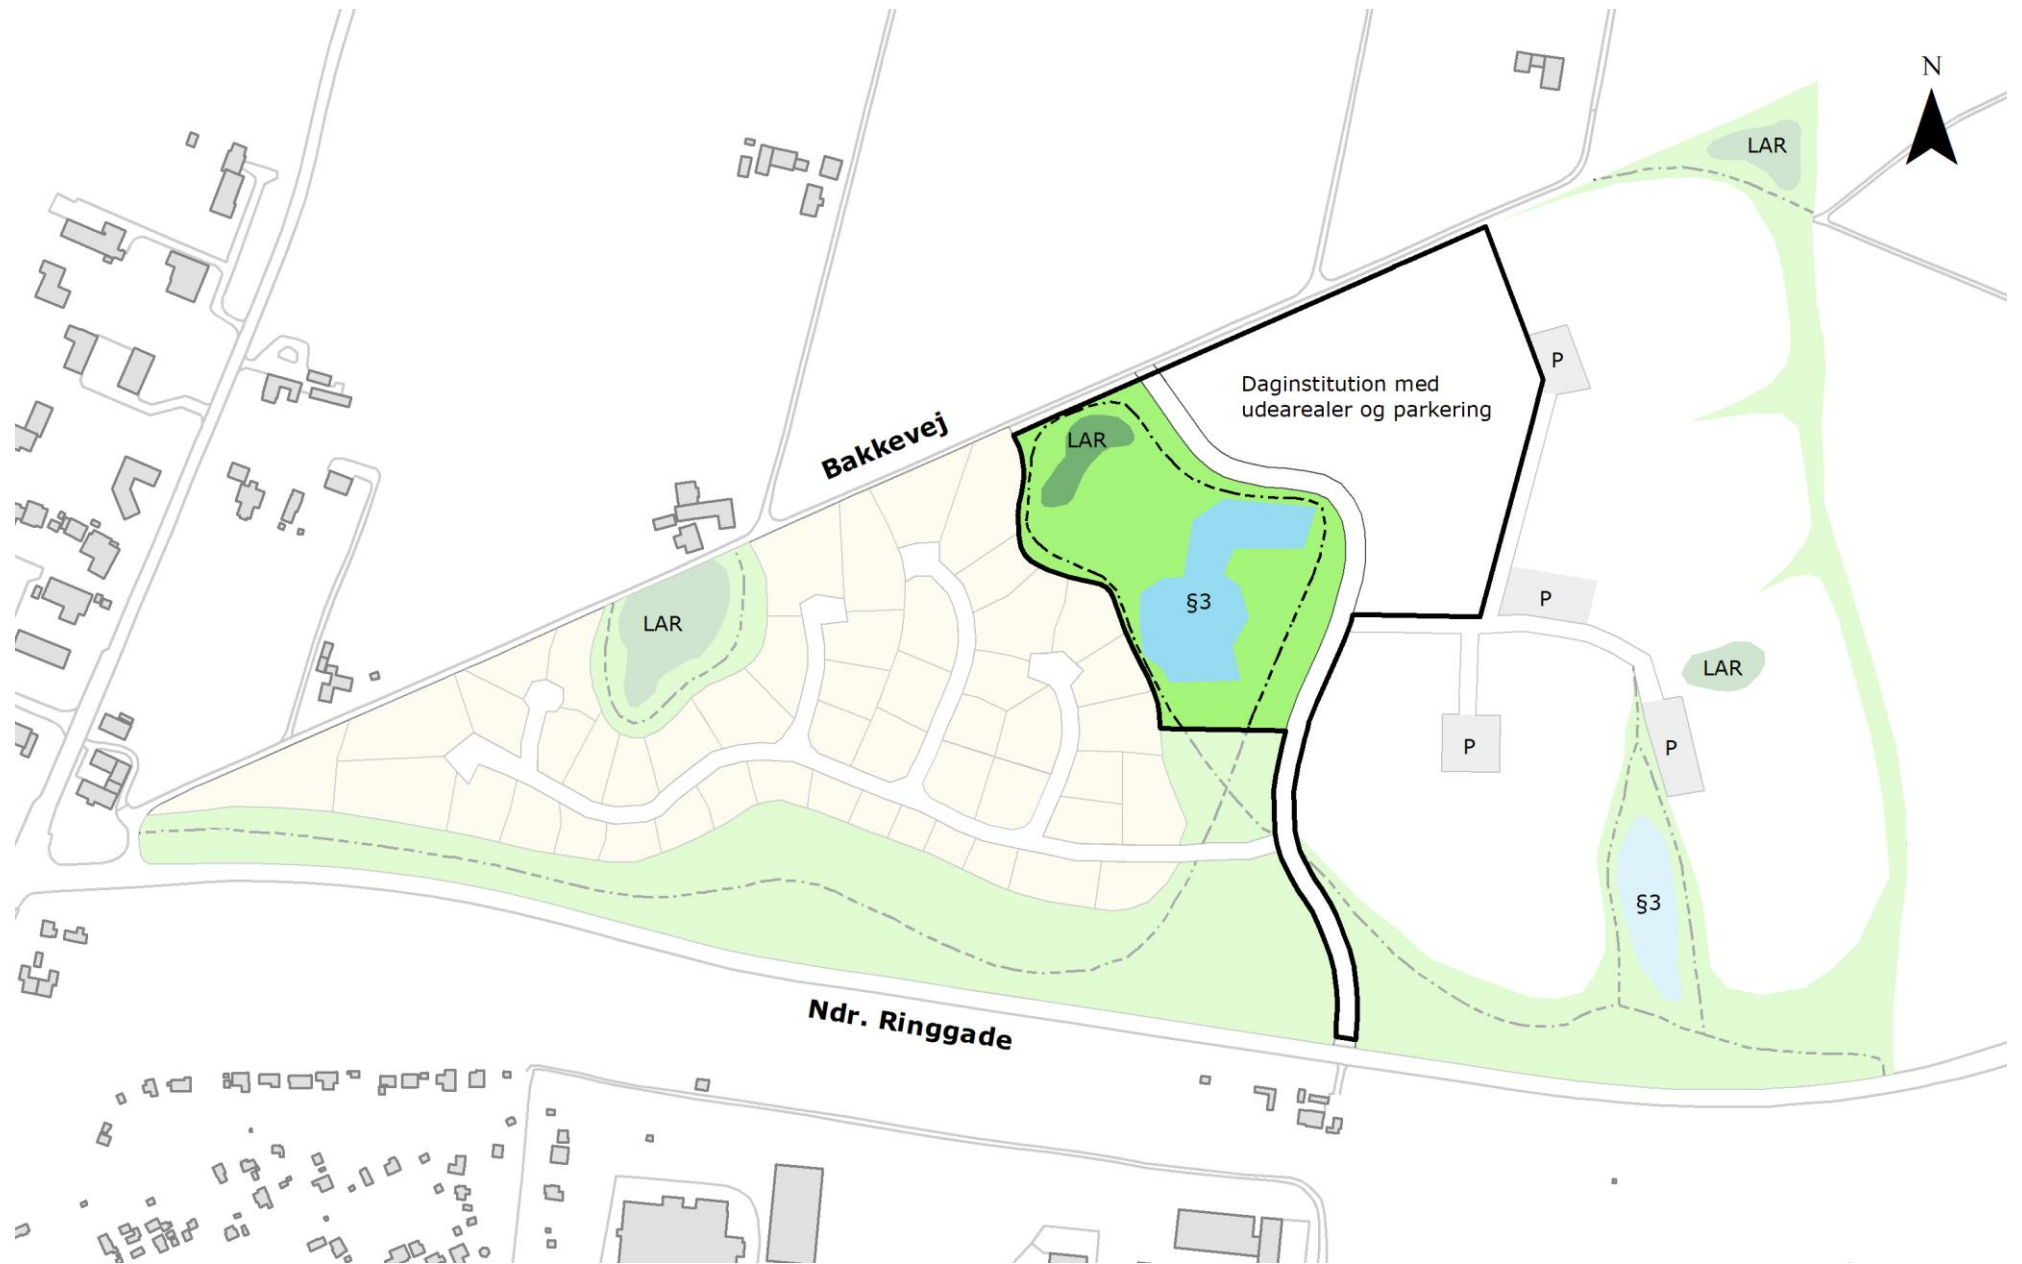 N
LAR
P
Daginstitution med
udearealer og parkering
Bakkevej
LAR
P
§3
LAR
LAR
P
P
§3
Ndr. Ringgade